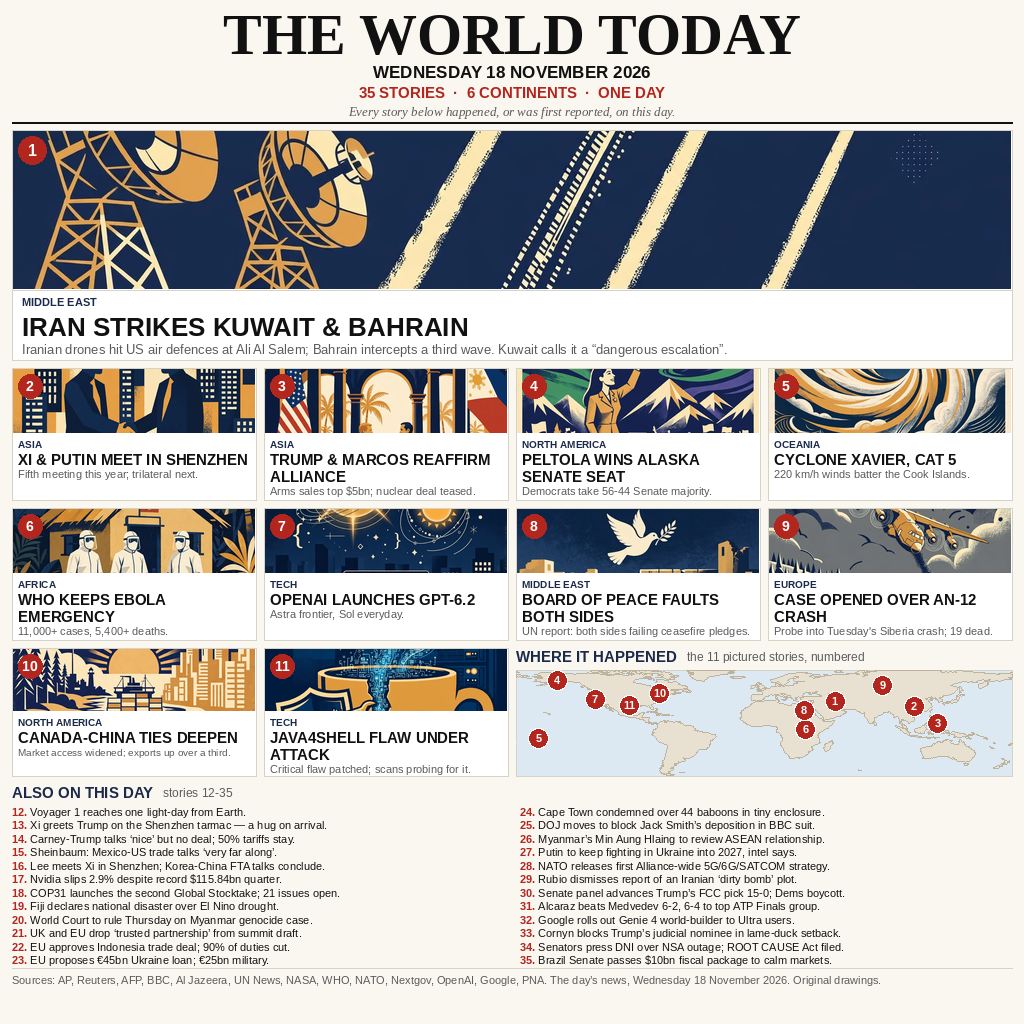 THE WORLD TODAY
WEDNESDAY 18 NOVEMBER 2026
35 STORIES · 6 CONTINENTS · ONE DAY
Every story below happened, or was first reported, on this day.
1
MIDDLE EAST
IRAN STRIKES KUWAIT & BAHRAIN
Iranian drones hit US air defences at Ali Al Salem; Bahrain intercepts a third wave. Kuwait calls it a “dangerous escalation”.
2
ASIA
XI & PUTIN MEET IN SHENZHEN
Fifth meeting this year; trilateral next.
3
ASIA
TRUMP & MARCOS REAFFIRM
ALLIANCE
Arms sales top $5bn; nuclear deal teased.
4
NORTH AMERICA
PELTOLA WINS ALASKA
SENATE SEAT
Democrats take 56-44 Senate majority.
5
OCEANIA
CYCLONE XAVIER, CAT 5
220 km/h winds batter the Cook Islands.
6
AFRICA
WHO KEEPS EBOLA
EMERGENCY
11,000+ cases, 5,400+ deaths.
7
{ }
TECH
OPENAI LAUNCHES GPT-6.2
Astra frontier, Sol everyday.
8
MIDDLE EAST
BOARD OF PEACE FAULTS
BOTH SIDES
UN report: both sides failing ceasefire pledges.
9
EUROPE
CASE OPENED OVER AN-12
CRASH
Probe into Tuesday's Siberia crash; 19 dead.
10
NORTH AMERICA
CANADA-CHINA TIES DEEPEN
Market access widened; exports up over a third.
11
TECH
JAVA4SHELL FLAW UNDER
ATTACK
Critical flaw patched; scans probing for it.
WHERE IT HAPPENED the 11 pictured stories, numbered
4
7
11
10
5
8
6
1
9
2
3
ALSO ON THIS DAY stories 12-35
12. Voyager 1 reaches one light-day from Earth.
13. Xi greets Trump on the Shenzhen tarmac — a hug on arrival.
14. Carney-Trump talks ‘nice’ but no deal; 50% tariffs stay.
15. Sheinbaum: Mexico-US trade talks ‘very far along’.
16. Lee meets Xi in Shenzhen; Korea-China FTA talks conclude.
17. Nvidia slips 2.9% despite record $115.84bn quarter.
18. COP31 launches the second Global Stocktake; 21 issues open.
19. Fiji declares national disaster over El Nino drought.
20. World Court to rule Thursday on Myanmar genocide case.
21. UK and EU drop ‘trusted partnership’ from summit draft.
22. EU approves Indonesia trade deal; 90% of duties cut.
23. EU proposes €45bn Ukraine loan; €25bn military.
24. Cape Town condemned over 44 baboons in tiny enclosure.
25. DOJ moves to block Jack Smith's deposition in BBC suit.
26. Myanmar's Min Aung Hlaing to review ASEAN relationship.
27. Putin to keep fighting in Ukraine into 2027, intel says.
28. NATO releases first Alliance-wide 5G/6G/SATCOM strategy.
29. Rubio dismisses report of an Iranian ‘dirty bomb’ plot.
30. Senate panel advances Trump's FCC pick 15-0; Dems boycott.
31. Alcaraz beats Medvedev 6-2, 6-4 to top ATP Finals group.
32. Google rolls out Genie 4 world-builder to Ultra users.
33. Cornyn blocks Trump's judicial nominee in lame-duck setback.
34. Senators press DNI over NSA outage; ROOT CAUSE Act filed.
35. Brazil Senate passes $10bn fiscal package to calm markets.
Sources: AP, Reuters, AFP, BBC, Al Jazeera, UN News, NASA, WHO, NATO, Nextgov, OpenAI, Google, PNA. The day's news, Wednesday 18 November 2026. Original drawings.